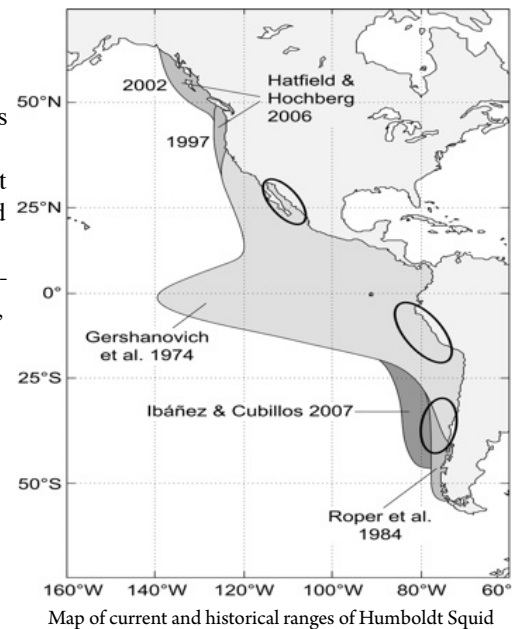 2002
Hatfield &
Hochberg
2006
50°N
s
1997
t
25°N
d
–
0°
,
Gershanovich
et al. 1974
25°S
Ibáñez & Cubillos 2007
50°S
Roper et al.
1984
160°W 140°W 120°W 100°W 80°W 60°
Map of current and historical ranges of Humboldt Squid